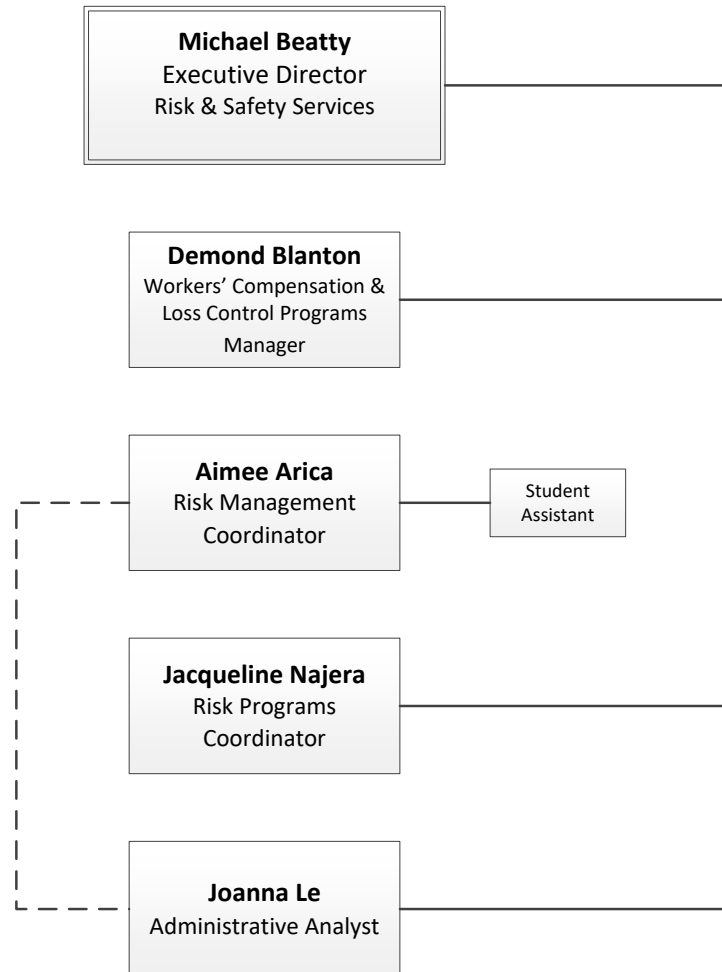 Michael Beatty
Executive Director
Risk & Safety Services
Demond Blanton
Workers’ Compensation &
Loss Control Programs
Manager
Aimee Arica
Risk Management
Coordinator
Student
Assistant
Jacqueline Najera
Risk Programs
Coordinator
Joanna Le
Administrative Analyst